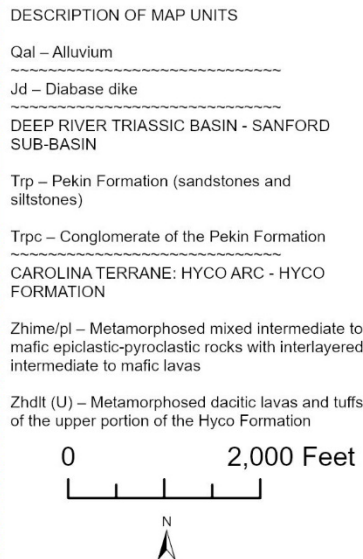 DESCRIPTION OF MAP UNITS
Qal – Alluvium
~~~~~~~~~~~~~~~~~~~~~~~~~~~~~
Jd – Diabase dike
~~~~~~~~~~~~~~~~~~~~~~~~~~~~~
DEEP RIVER TRIASSIC BASIN - SANFORD
SUB-BASIN
Trp – Pekin Formation (sandstones and
siltstones)
Trpc – Conglomerate of the Pekin Formation
~~~~~~~~~~~~~~~~~~~~~~~~~~~~~
CAROLINA TERRANE: HYCO ARC - HYCO
FORMATION
Zhime/pl – Metamorphosed mixed intermediate to
mafic epiclastic-pyroclastic rocks with interlayered
intermediate to mafic lavas
Zhdlt (U) – Metamorphosed dacitic lavas and tuffs
of the upper portion of the Hyco Formation
0 2,000 Feet
N